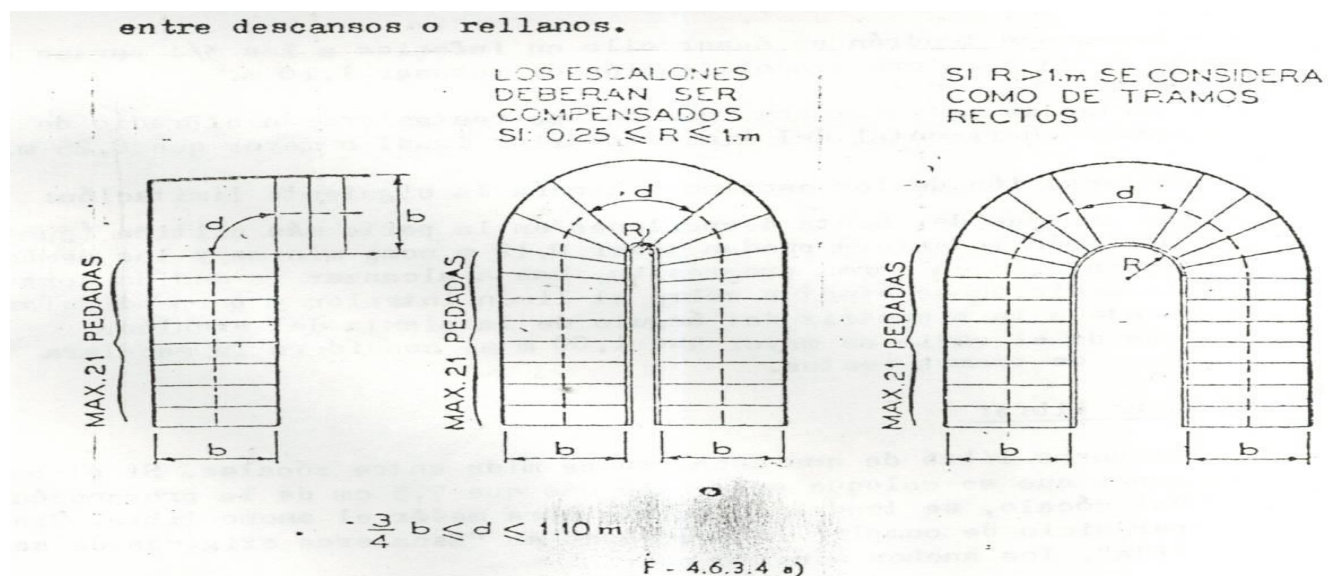 entre descansos o rellanos.
LOS ESCALONES
DEBERAN SER
COMPENSADOS
SI: 0.25 ≤ R ≤ 1m
SI R > 1.m SE CONSIDERA
COMO DE TRAMOS
RECTOS
d
b
MAX. 21 PEDADAS
b
d
R
MAX. 21 PEDADAS
b
b
d
R
MAX. 21 PEDADAS
b
b
3/4 b ≤ d ≤ 1.10 m
F - 4.6.3.4 a)